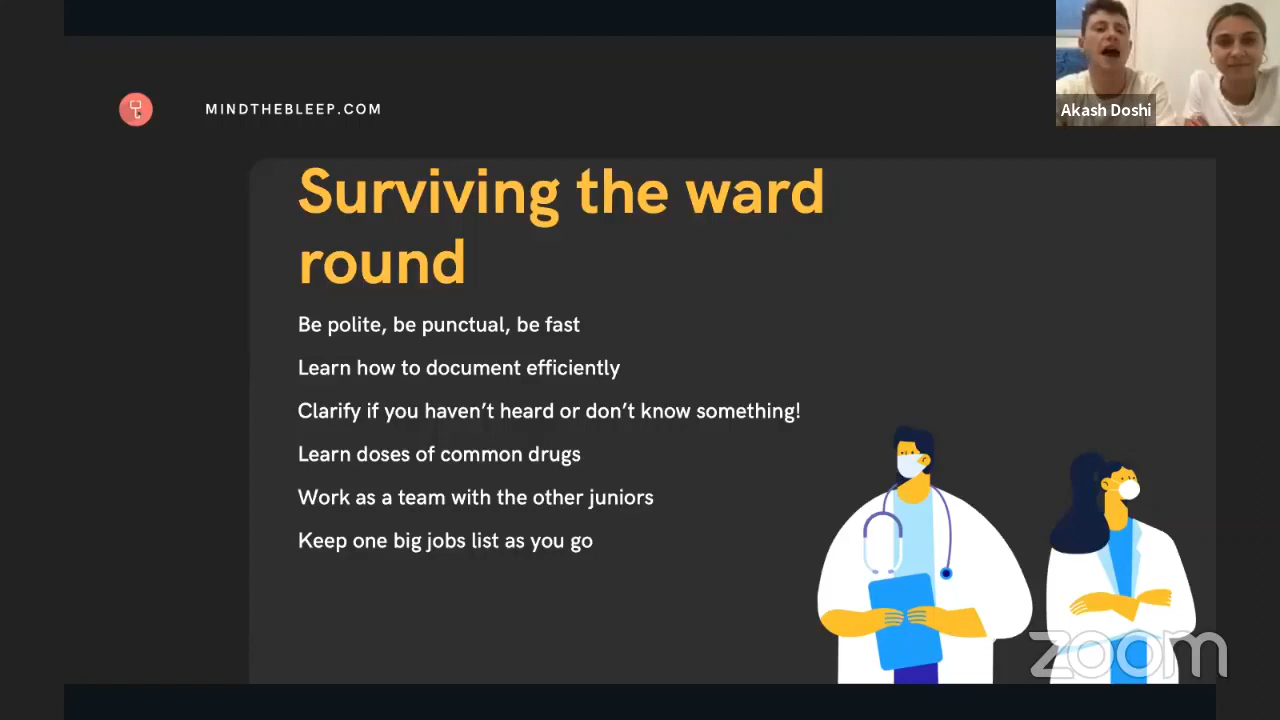 MINDTHEBLEEP.COM
Akash Doshi
Surviving the ward
round
Be polite, be punctual, be fast
Learn how to document efficiently
Clarify if you haven’t heard or don’t know something!
Learn doses of common drugs
Work as a team with the other juniors
Keep one big jobs list as you go
zoom